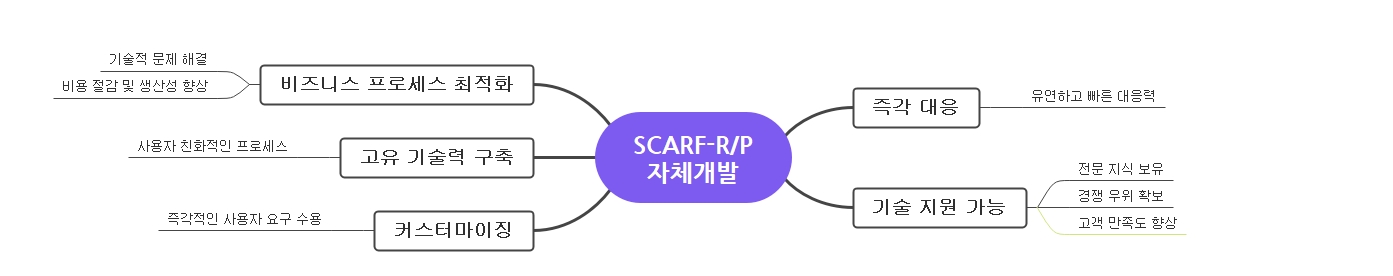 기술적 문제 해결
비용 절감 및 생산성 향상
비즈니스 프로세스 최적화
사용자 친화적인 프로세스
고유 기술력 구축
즉각적인 사용자 요구 수용
커스터마이징
SCARF-R/P
자체개발
즉각 대응
유연하고 빠른 대응력
기술 지원 가능
전문 지식 보유
경쟁 우위 확보
고객 만족도 향상